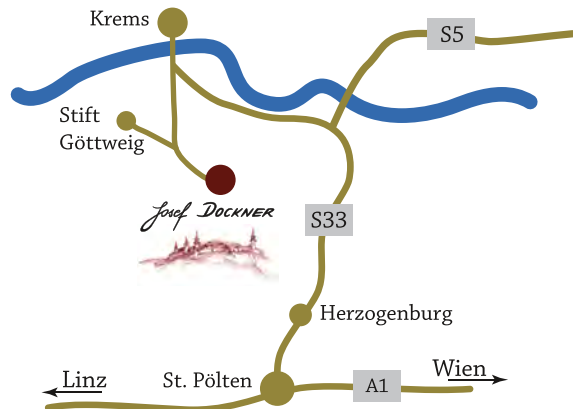 Krems
S5
Stift
Göttweig
Josef DOCKNER
S33
Herzogenburg
St. Pölten
Linz
A1
Wien